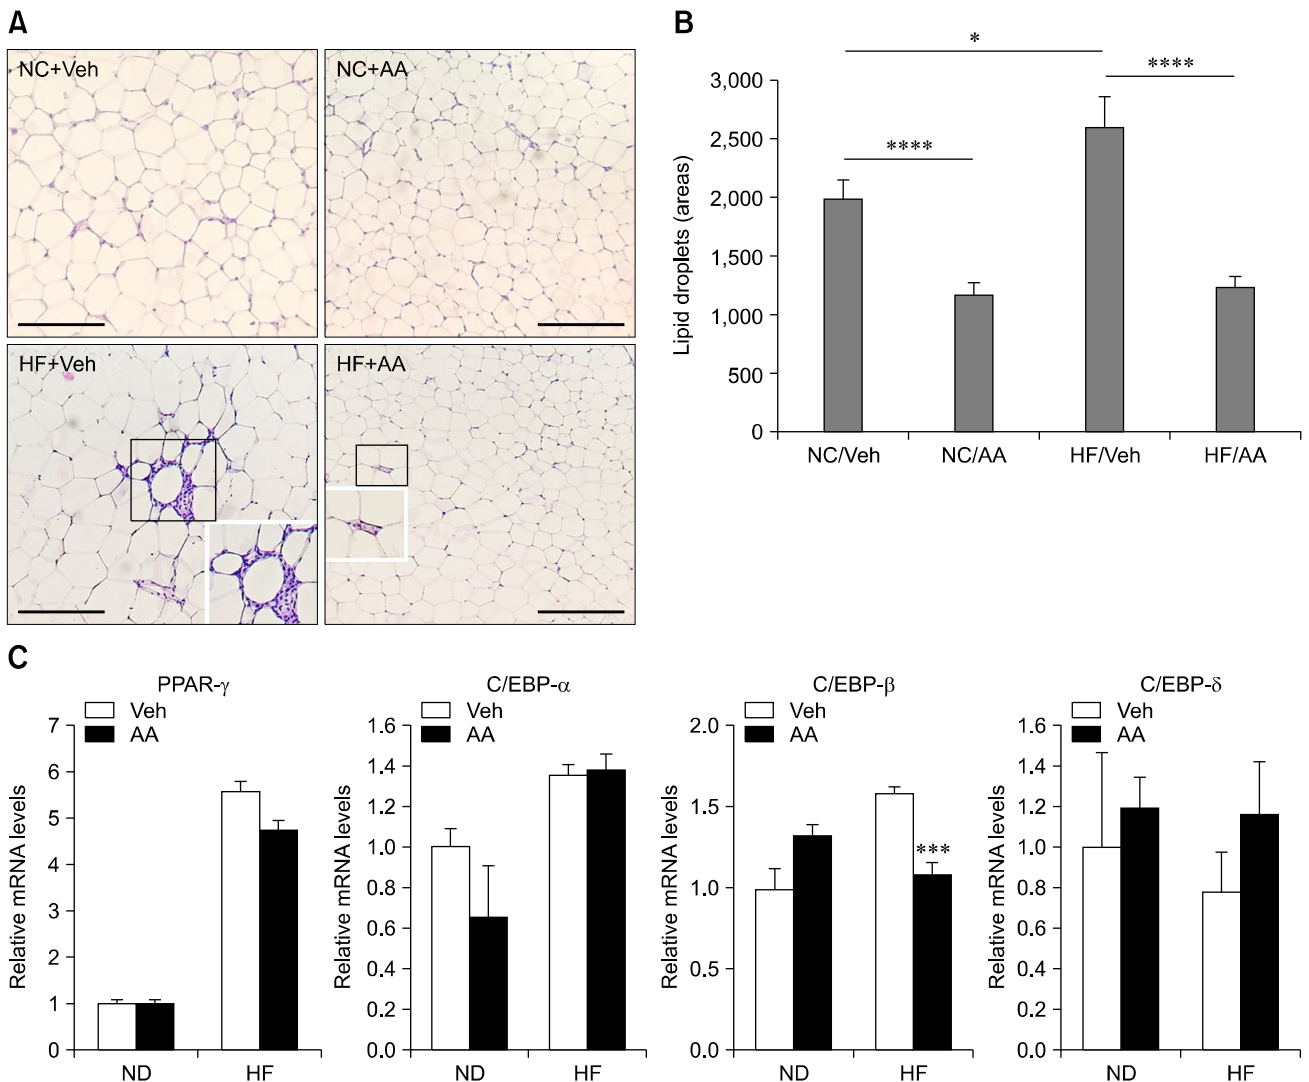 A
NC+Veh
NC+AA
HF+Veh
HF+AA
B
*
****
****
3,000
2,500
2,000
1,500
1,000
500
0
Lipid droplets (areas)
NC/Veh NC/AA HF/Veh HF/AA
C
PPAR-γ
Veh
AA
7
6
5
4
3
2
1
0
Relative mRNA levels
ND HF
C/EBP-α
Veh
AA
1.6
1.4
1.2
1.0
0.8
0.6
0.4
0.2
0.0
Relative mRNA levels
ND HF
C/EBP-β
Veh
AA
2.0
1.5
1.0
0.5
0.0
Relative mRNA levels
***
ND HF
C/EBP-δ
Veh
AA
1.6
1.4
1.2
1.0
0.8
0.6
0.4
0.2
0.0
Relative mRNA levels
ND HF